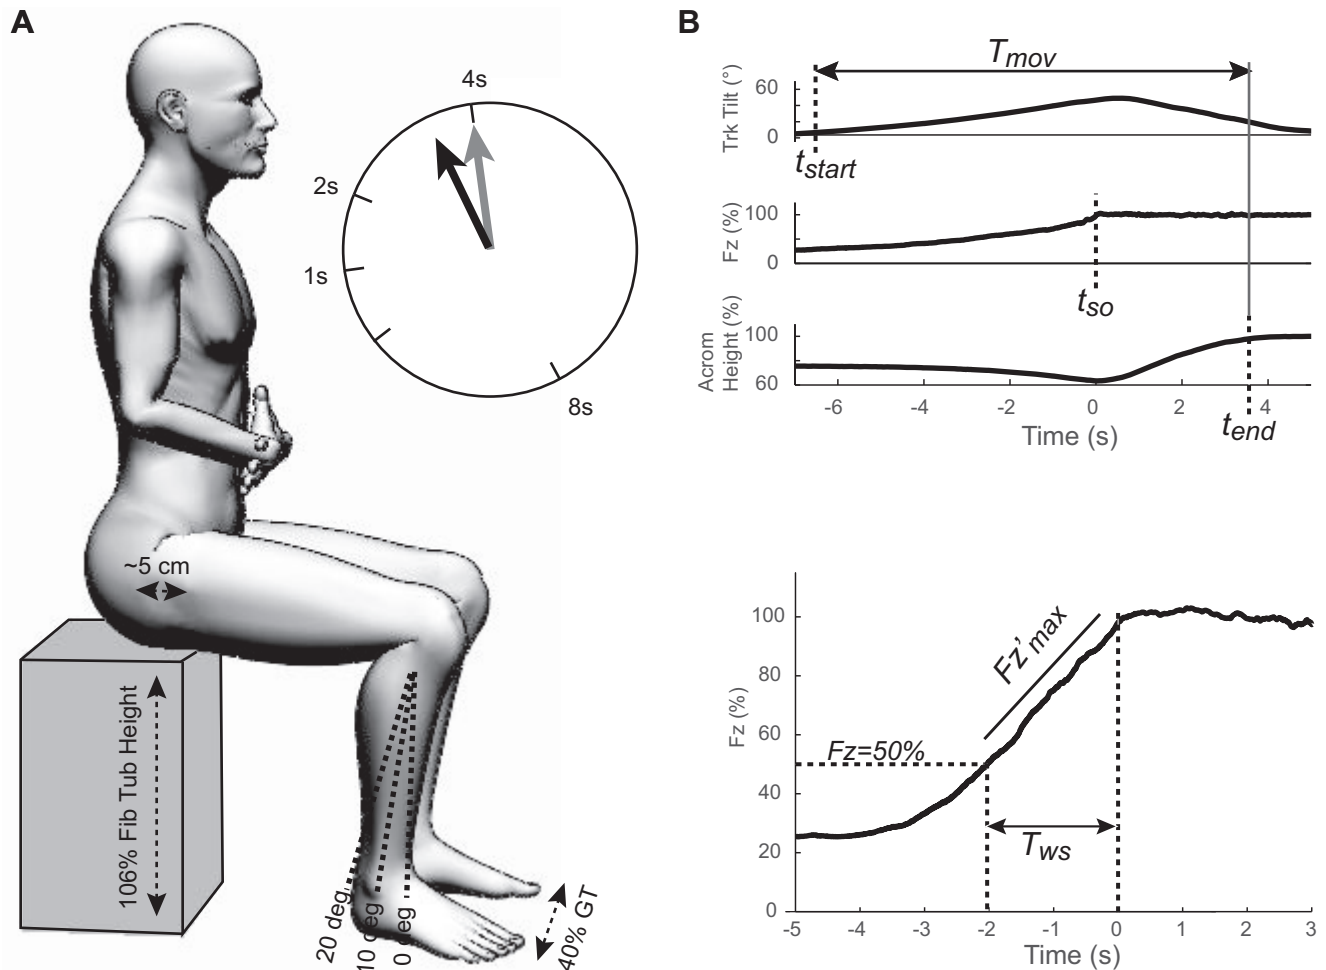 A
4s
2s
1s
8s
~5 cm
106% Fib Tub Height
20 deg
10 deg
0 deg
40% GT
B
Tmov
Trk Tilt (°)
60
0
tstart
Fz (%)
100
0
tso
Acrom
Height (%)
100
60
-6 -4 -2 0 2 4
Time (s)
tend
Fz (%)
100
80
60
40
20
0
Fz'max
Fz=50%
Tws
-5 -4 -3 -2 -1 0 1 2 3
Time (s)